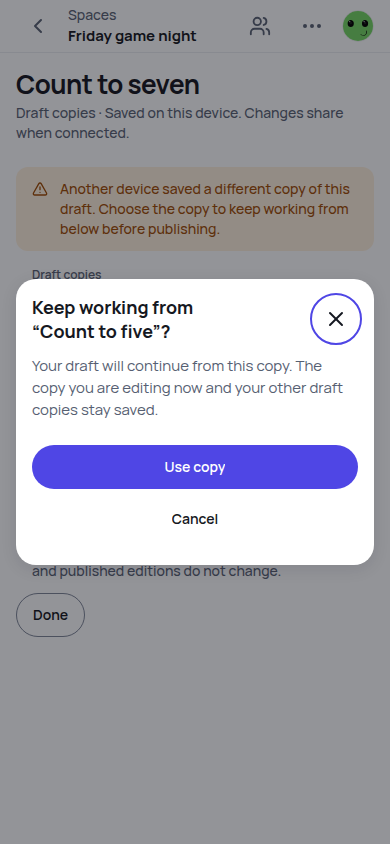 Spaces
Friday game night
Count to seven
Draft copies · Saved on this device. Changes share
when connected.
Another device saved a different copy of this
draft. Choose the copy to keep working from
below before publishing.
Draft copies
Keep working from
“Count to five”?
Your draft will continue from this copy. The
copy you are editing now and your other draft
copies stay saved.
Use copy
Cancel
and published editions do not change.
Done